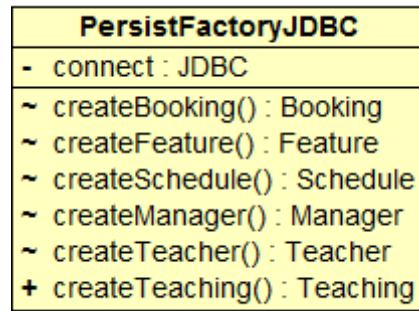 PersistFactoryJDBC
- connect : JDBC
~ createBooking() : Booking
~ createFeature() : Feature
~ createSchedule() : Schedule
~ createManager() : Manager
~ createTeacher() : Teacher
+ createTeaching() : Teaching